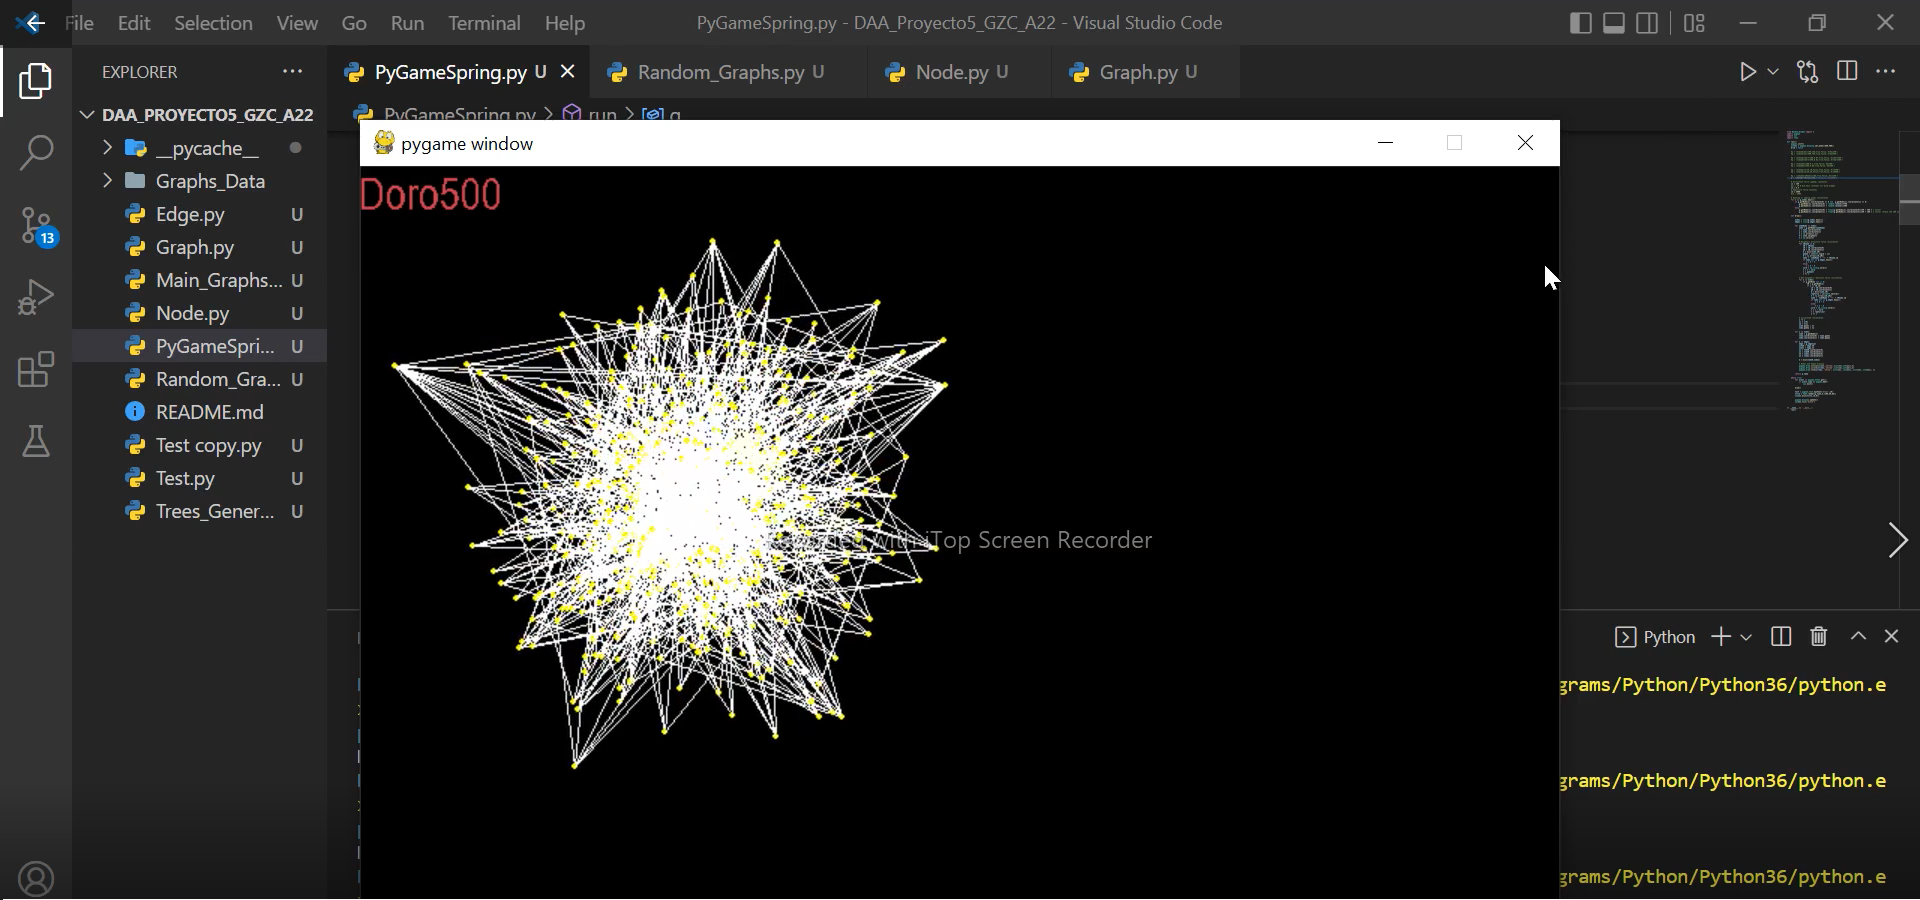 File Edit Selection View Go Run Terminal Help
PyGameSpring.py - DAA_Proyecto5_GZC_A22 - Visual Studio Code
EXPLORER
PyGameSpring.py U
Random_Graphs.py U
Node.py U
Graph.py U
DAA_PROYECTO5_GZC_A22
PyGameSpring.py > run > g
__pycache__
Graphs_Data
Edge.py U
Graph.py U
Main_Graphs... U
Node.py U
PyGameSpri... U
Random_Gra... U
README.md
Test copy.py U
Test.py U
Trees_Gener... U
13
pygame window
Doro500
with iTop Screen Recorder
Python
grams/Python/Python36/python.e
grams/Python/Python36/python.e
grams/Python/Python36/python.e